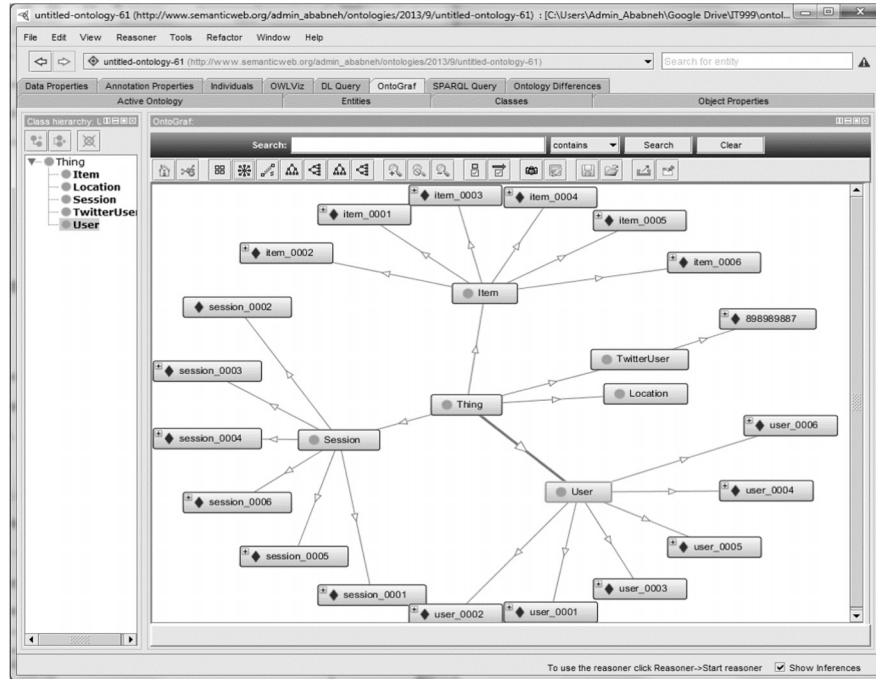 untitled-ontology-61 (http://www.semanticweb.org/admin_ababneh/ontologies/2013/9/untitled-ontology-61) : [C:\Users\Admin_Ababneh\Google Drive\IT999\ontol...
File Edit View Reasoner Tools Refactor Window Help
untitled-ontology-61 (http://www.semanticweb.org/admin_ababneh/ontologies/2013/9/untitled-ontology-61) Search for entity
Data Properties Annotation Properties Individuals OWLViz DL Query OntoGraf SPARQL Query Ontology Differences
Active Ontology Entities Classes Object Properties
Class hierarchy: OntoGraf:
Search: contains Search Clear
Thing
Item
Location
Session
TwitterUse
User
item_0003
item_0004
item_0001
item_0005
item_0002
item_0006
Item
session_0002
898989887
TwitterUser
session_0003
Location
Thing
user_0006
session_0004
Session
User
user_0004
session_0006
user_0005
session_0005
user_0003
session_0001
user_0002
user_0001
To use the reasoner click Reasoner->Start reasoner Show Inferences